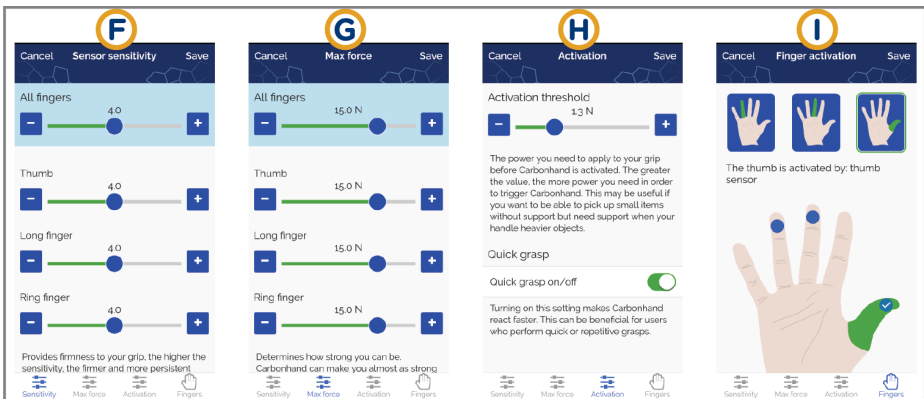 F
Cancel Sensor sensitivity Save
All fingers
4.0
- +
Thumb
4.0
- +
Long finger
4.0
- +
Ring finger
4.0
- +
Provides firmness to your grip, the higher the
sensitivity, the firmer and more persistent
Sensitivity Max force Activation Fingers
G
Cancel Max force Save
All fingers
15.0 N
- +
Thumb
15.0 N
- +
Long finger
15.0 N
- +
Ring finger
15.0 N
- +
Determines how strong you can be.
Carbonhand can make you almost as strong
Sensitivity Max force Activation Fingers
H
Cancel Activation Save
Activation threshold
1.3 N
- +
The power you need to apply to your grip
before Carbonhand is activated. The greater
the value, the more power you need in order
to trigger Carbonhand. This may be useful if
you want to be able to pick up small items
without support but need support when your
handle heavier objects.
Quick grasp
Quick grasp on/off
Turning on this setting makes Carbonhand
react faster. This can be beneficial for users
who perform quick or repetitive grasps.
Sensitivity Max force Activation Fingers
I
Cancel Finger activation Save
The thumb is activated by: thumb
sensor
Sensitivity Max force Activation Fingers